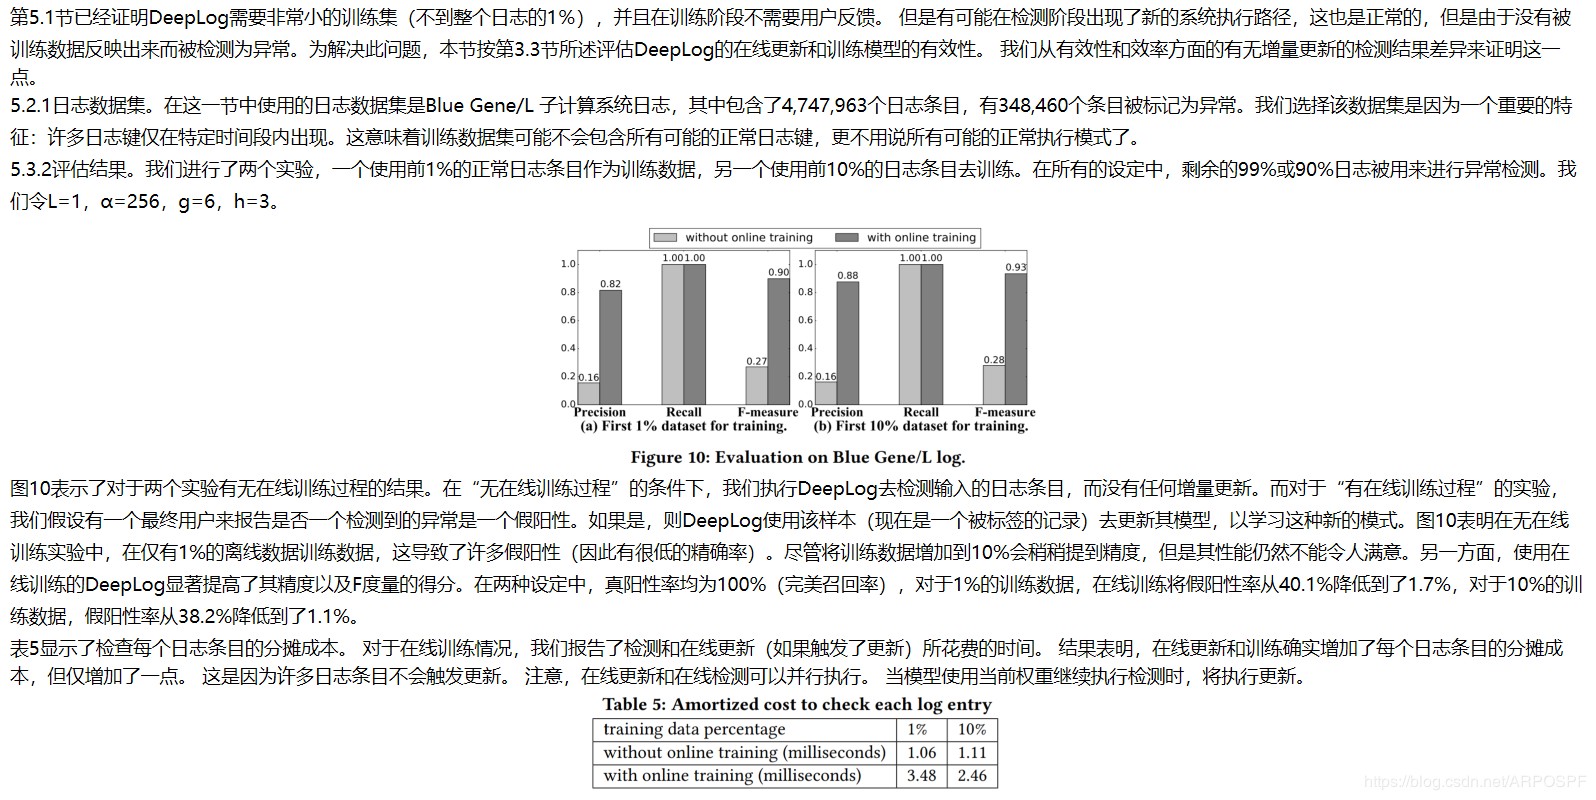 第5.1节已经证明DeepLog需要非常小的训练集（不到整个日志的1%），并且在训练阶段不需要用户反馈。 但是有可能在检测阶段出现了新的系统执行路径，这也是正常的，但是由于没有被
训练数据反映出来而被检测为异常。为解决此问题，本节按第3.3节所述评估DeepLog的在线更新和训练模型的有效性。 我们从有效性和效率方面的有无增量更新的检测结果差异来证明这一
点。
5.2.1日志数据集。在这一节中使用的日志数据集是Blue Gene/L 子计算系统日志，其中包含了4,747,963个日志条目，有348,460个条目被标记为异常。我们选择该数据集是因为一个重要的特
征：许多日志键仅在特定时间段内出现。这意味着训练数据集可能不会包含所有可能的正常日志键，更不用说所有可能的正常执行模式了。
5.3.2评估结果。我们进行了两个实验，一个使用前1%的正常日志条目作为训练数据，另一个使用前10%的日志条目去训练。在所有的设定中，剩余的99%或90%日志被用来进行异常检测。我
们令L=1，α=256，g=6，h=3。
without online training with online training
1.0 1.00 1.00 1.0 1.00 1.00
0.8 0.82 0.90 0.8 0.88 0.93
0.6 0.6
0.4 0.4
0.2 0.16 0.27 0.2 0.16 0.28
0.0 0.0
Precision Recall F-measure Precision Recall F-measure
(a) First 1% dataset for training. (b) First 10% dataset for training.
Figure 10: Evaluation on Blue Gene/L log.
图10表示了对于两个实验有无在线训练过程的结果。在“无在线训练过程”的条件下，我们执行DeepLog去检测输入的日志条目，而没有任何增量更新。而对于“有在线训练过程”的实验，
我们假设有一个最终用户来报告是否一个检测到的异常是一个假阳性。如果是，则DeepLog使用该样本（现在是一个被标签的记录）去更新其模型，以学习这种新的模式。图10表明在无在线
训练实验中，在仅有1%的离线数据训练数据，这导致了许多假阳性（因此有很低的精确率）。尽管将训练数据增加到10%会稍稍提到精度，但是其性能仍然不能令人满意。另一方面，使用在
线训练的DeepLog显著提高了其精度以及F度量的得分。在两种设定中，真阳性率均为100%（完美召回率），对于1%的训练数据，在线训练将假阳性率从40.1%降低到了1.7%，对于10%的训
练数据，假阳性率从38.2%降低到了1.1%。
表5显示了检查每个日志条目的分摊成本。 对于在线训练情况，我们报告了检测和在线更新（如果触发了更新）所花费的时间。 结果表明，在线更新和训练确实增加了每个日志条目的分摊成
本，但仅增加了一点。 这是因为许多日志条目不会触发更新。 注意，在线更新和在线检测可以并行执行。 当模型使用当前权重继续执行检测时，将执行更新。
Table 5: Amortized cost to check each log entry
training data percentage 1% 10%
without online training (milliseconds) 1.06 1.11
with online training (milliseconds) 3.48 2.46
https://blog.csdn.net/ARPOSPF